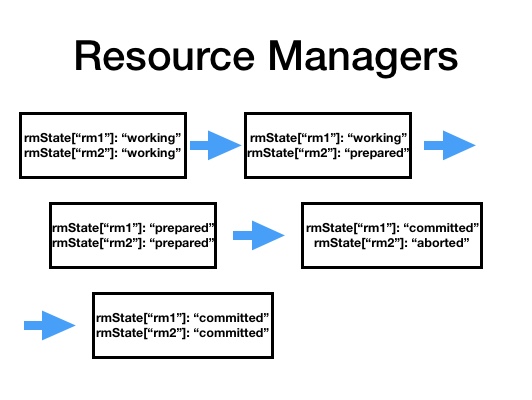 Resource Managers
rmState[“rm1”]: “working”
rmState[“rm2”]: “working”
rmState[“rm1”]: “working”
rmState[“rm2”]: “prepared”
rmState[“rm1”]: “prepared”
rmState[“rm2”]: “prepared”
rmState[“rm1”]: “committed”
rmState[“rm2”]: “aborted”
rmState[“rm1”]: “committed”
rmState[“rm2”]: “committed”